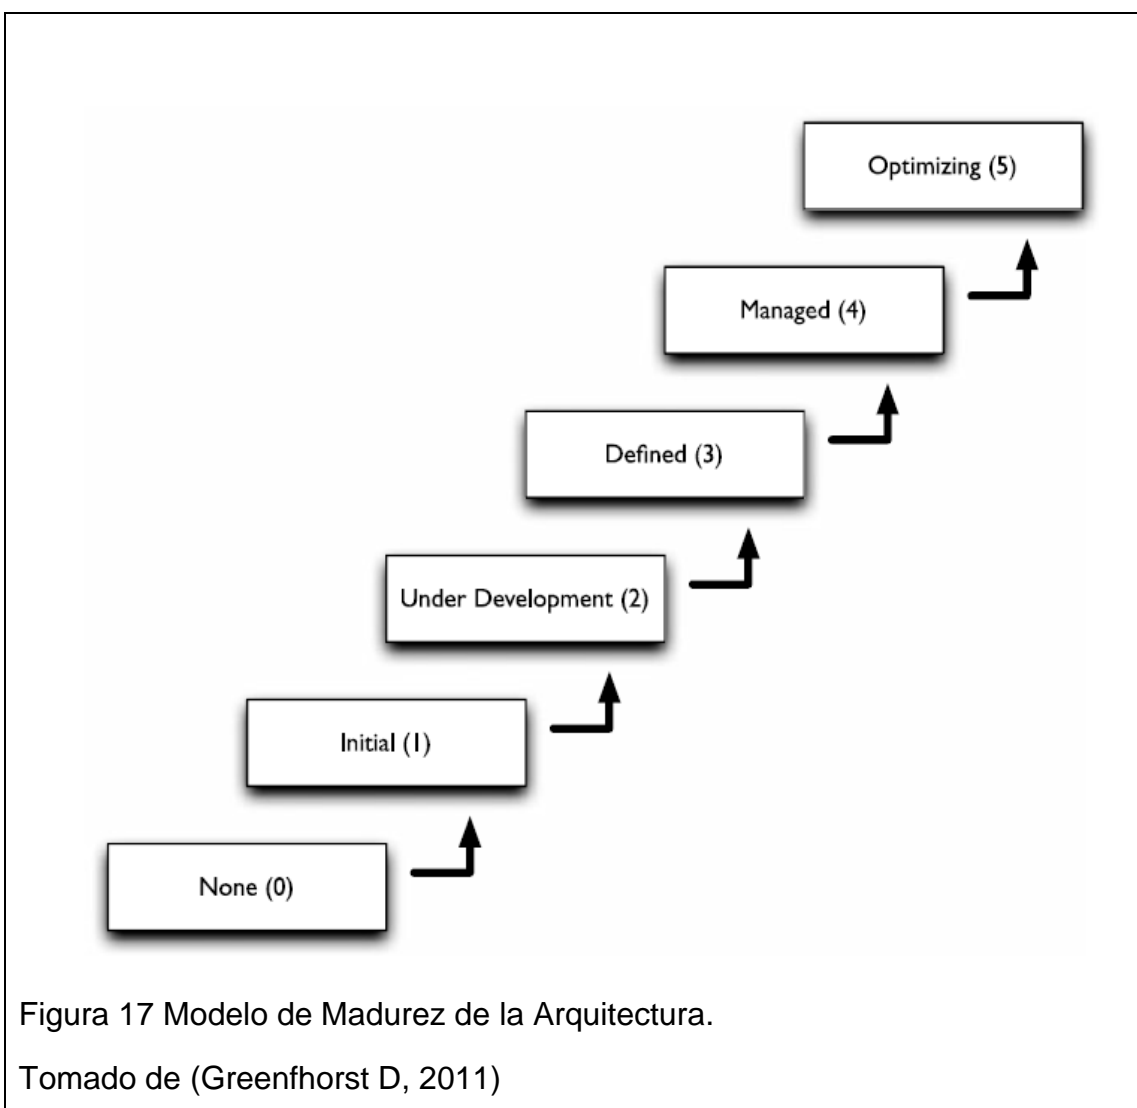 Optimizing (5)
Managed (4)
Defined (3)
Under Development (2)
Initial (1)
None (0)
Figura 17 Modelo de Madurez de la Arquitectura.
Tomado de (Greenfhorst D, 2011)